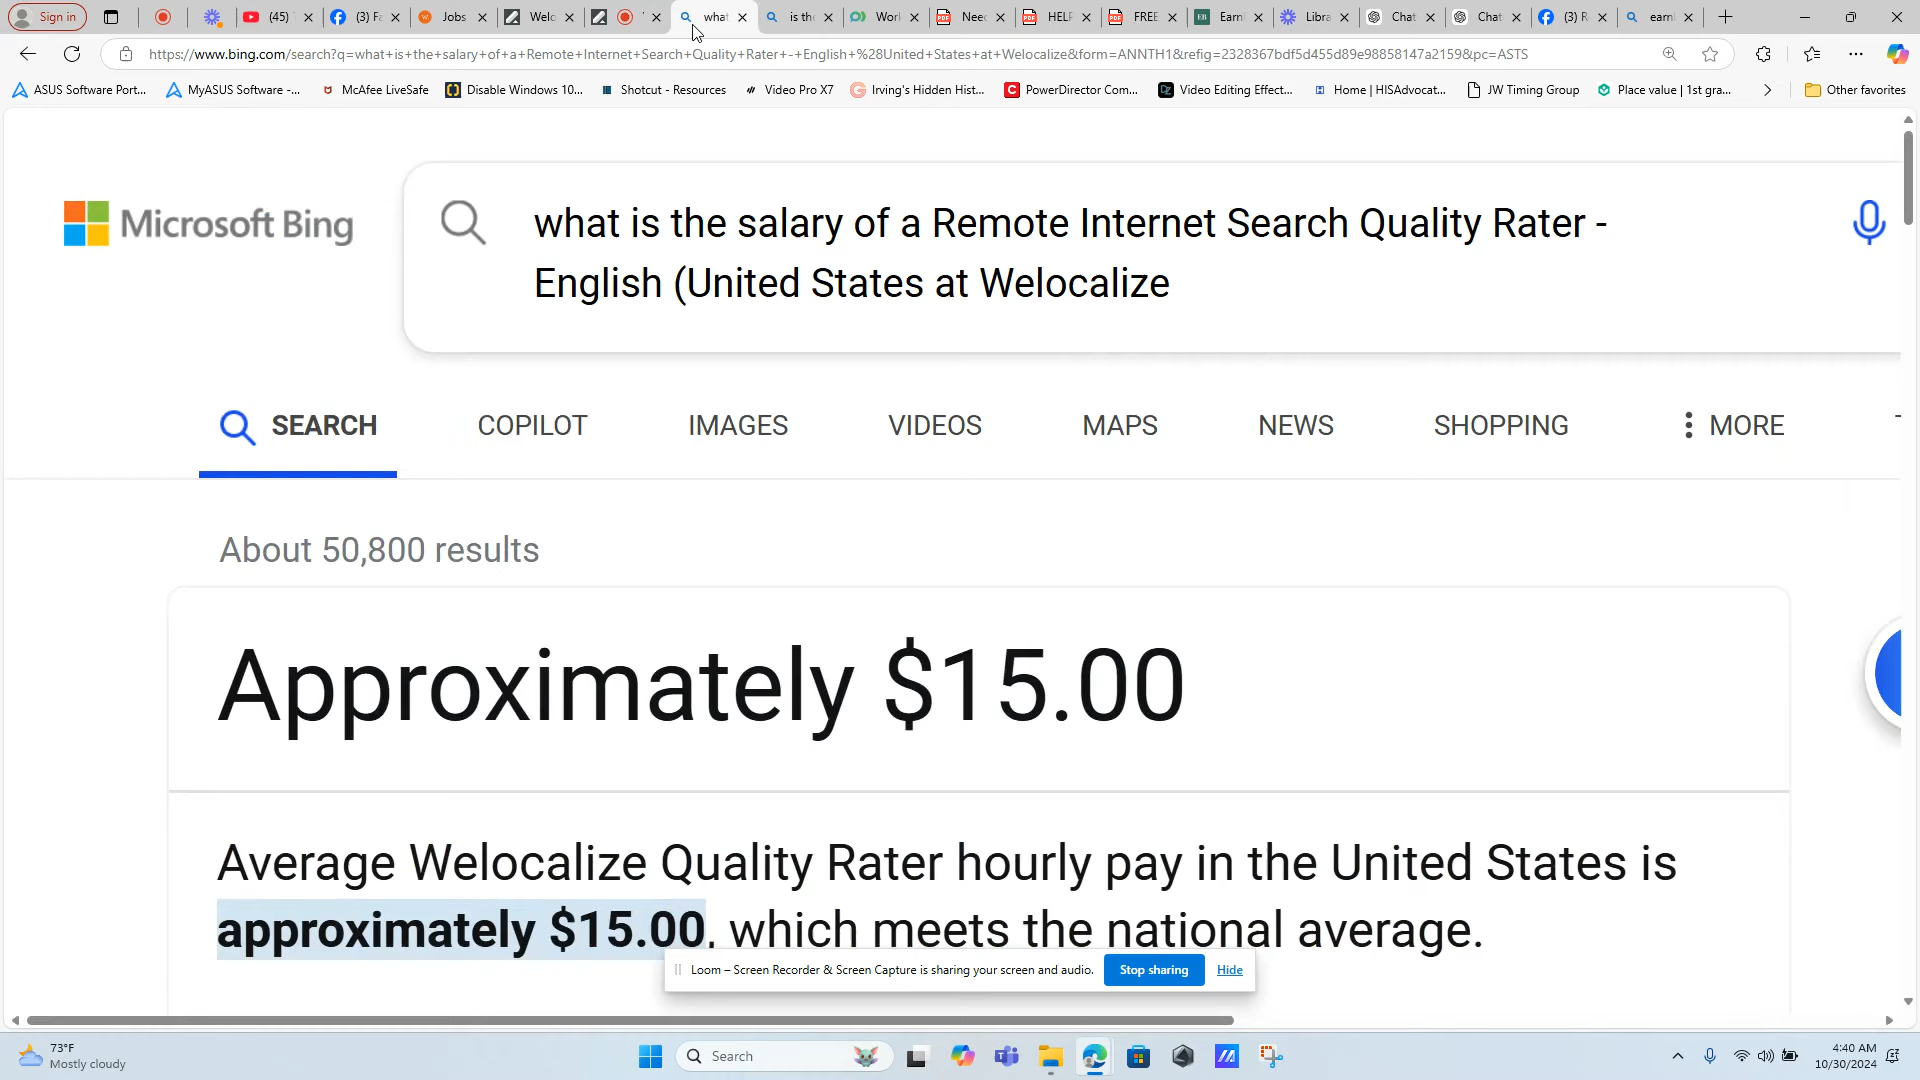 Sign in
(45)
(3) Fa
Jobs
Welc
what
is the
Work
Need
HELP
FREE
Earni
Libra
Chat
Chat
(3) R
earni
https://www.bing.com/search?q=what+is+the+salary+of+a+Remote+Internet+Search+Quality+Rater+-+English+%28United+States+at+Welocalize&form=ANNTH1&refig=2328367bdf5d455d89e98858147a2159&pc=ASTS
ASUS Software Port...
MyASUS Software -...
McAfee LiveSafe
Disable Windows 10...
Shotcut - Resources
Video Pro X7
Irving's Hidden Hist...
PowerDirector Com...
Video Editing Effect...
Home | HISAdvocat...
JW Timing Group
Place value | 1st gra...
Other favorites
Microsoft Bing
what is the salary of a Remote Internet Search Quality Rater -
English (United States at Welocalize
SEARCH
COPILOT
IMAGES
VIDEOS
MAPS
NEWS
SHOPPING
MORE
About 50,800 results
Approximately $15.00
Average Welocalize Quality Rater hourly pay in the United States is
approximately $15.00, which meets the national average.
Loom – Screen Recorder & Screen Capture is sharing your screen and audio.
Stop sharing
Hide
73°F
Mostly cloudy
Search
4:40 AM
10/30/2024